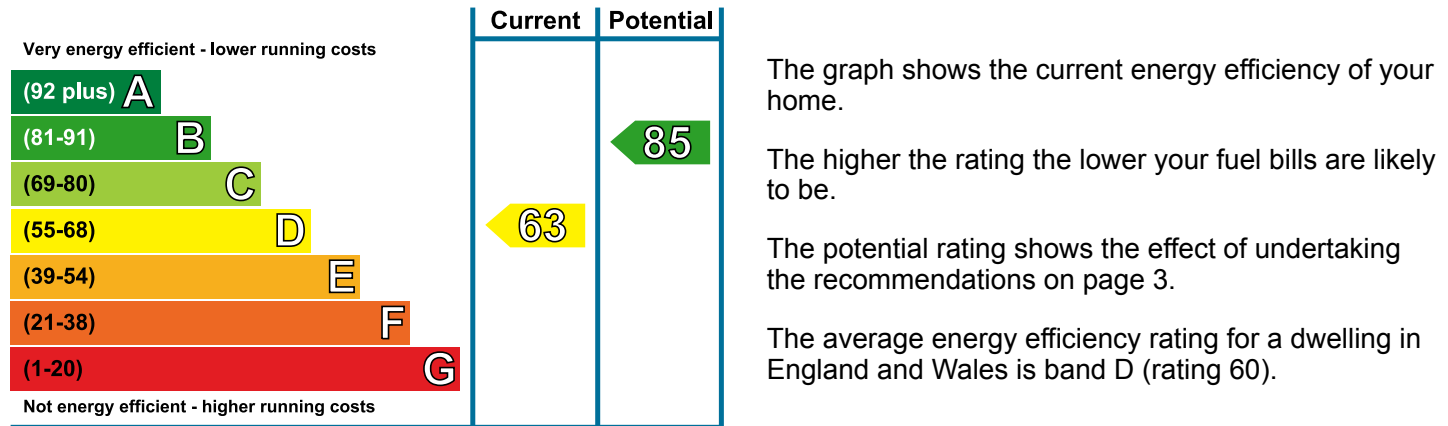 Current Potential
Very energy efficient - lower running costs
(92 plus) A
(81-91) B
85
(69-80) C
(55-68) D
63
(39-54) E
(21-38) F
(1-20) G
Not energy efficient - higher running costs
The graph shows the current energy efficiency of your
home.
The higher the rating the lower your fuel bills are likely
to be.
The potential rating shows the effect of undertaking
the recommendations on page 3.
The average energy efficiency rating for a dwelling in
England and Wales is band D (rating 60).